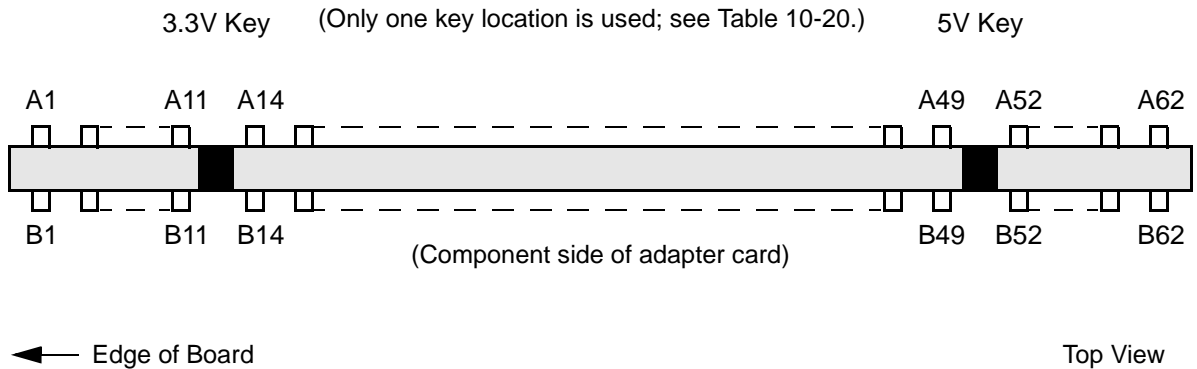 3.3V Key (Only one key location is used; see Table 10-20.) 5V Key
A1 A11 A14 A49 A52 A62
B1 B11 B14 B49 B52 B62
(Component side of adapter card)
Edge of Board Top View